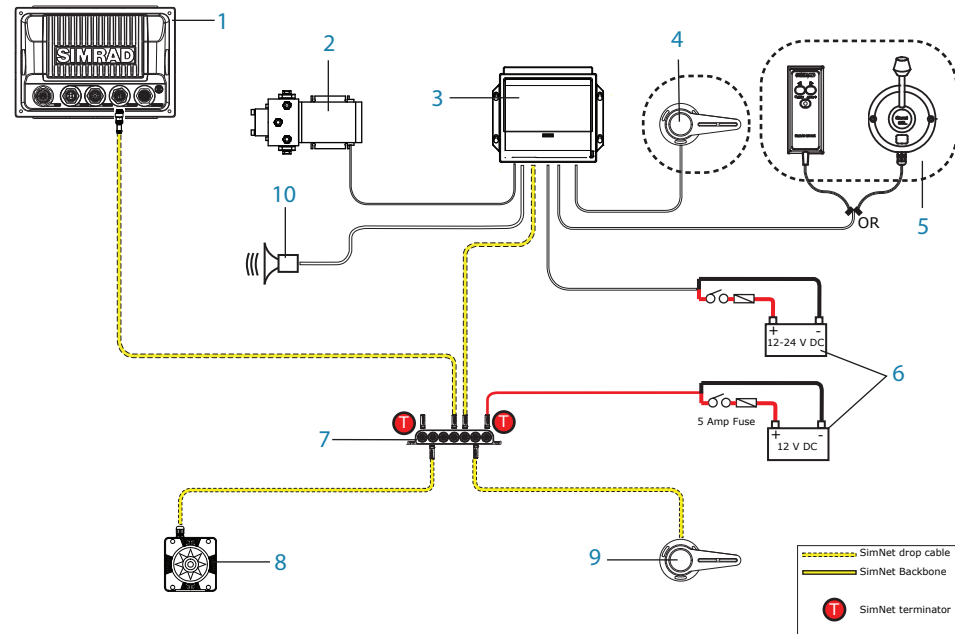 1
SIMRAD
2
3
4
5
OR
10
12-24 V DC
+ -
6
5 Amp Fuse
+ -
12 V DC
T
T
7
8
9
SimNet drop cable
SimNet Backbone
T SimNet terminator